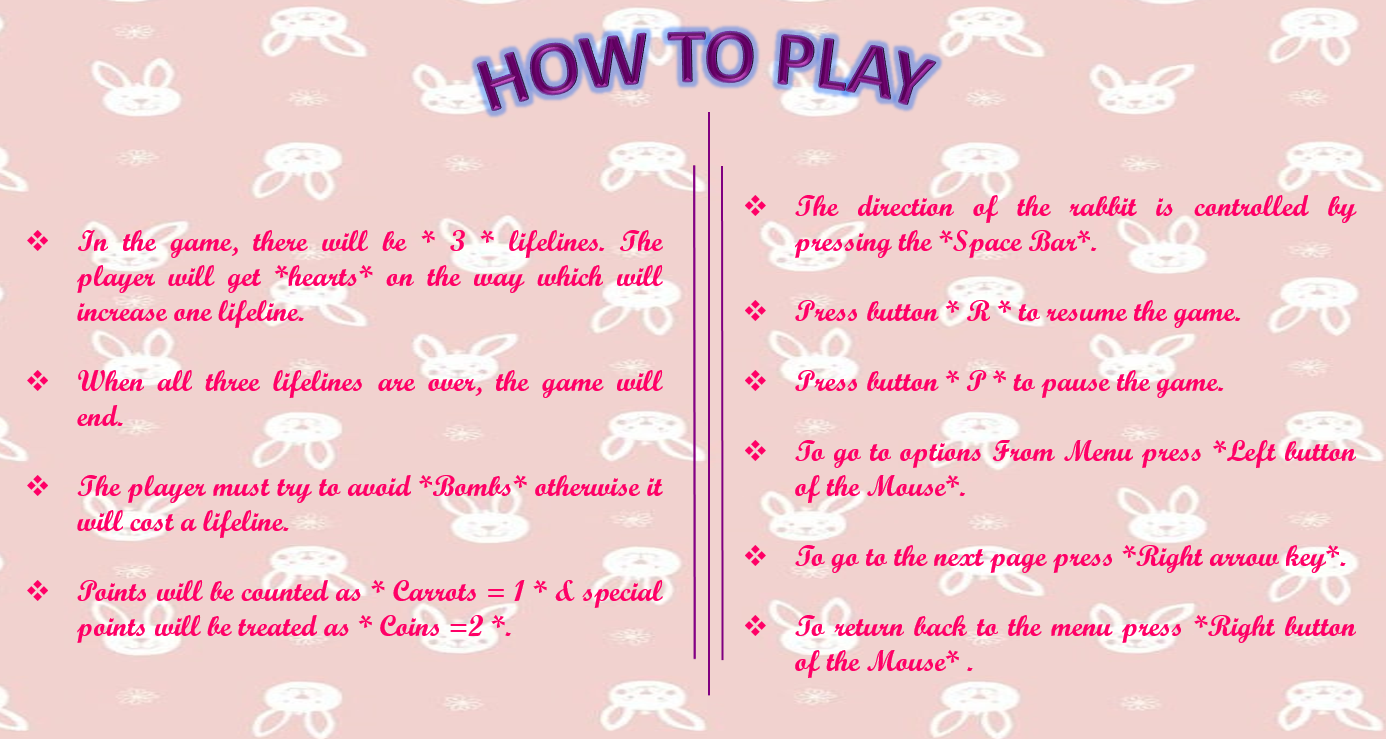 HOW TO PLAY
❖ In the game, there will be * 3 * lifelines. The
player will get *hearts* on the way which will
increase one lifeline.
❖ When all three lifelines are over, the game will
end.
❖ The player must try to avoid *Bombs* otherwise it
will cost a lifeline.
❖ Points will be counted as * Carrots = 1 * & special
points will be treated as * Coins =2 *.
❖ The direction of the rabbit is controlled by
pressing the *Space Bar*.
❖ Press button * R * to resume the game.
❖ Press button * P * to pause the game.
❖ To go to options From Menu press *Left button
of the Mouse*.
❖ To go to the next page press *Right arrow key*.
❖ To return back to the menu press *Right button
of the Mouse* .